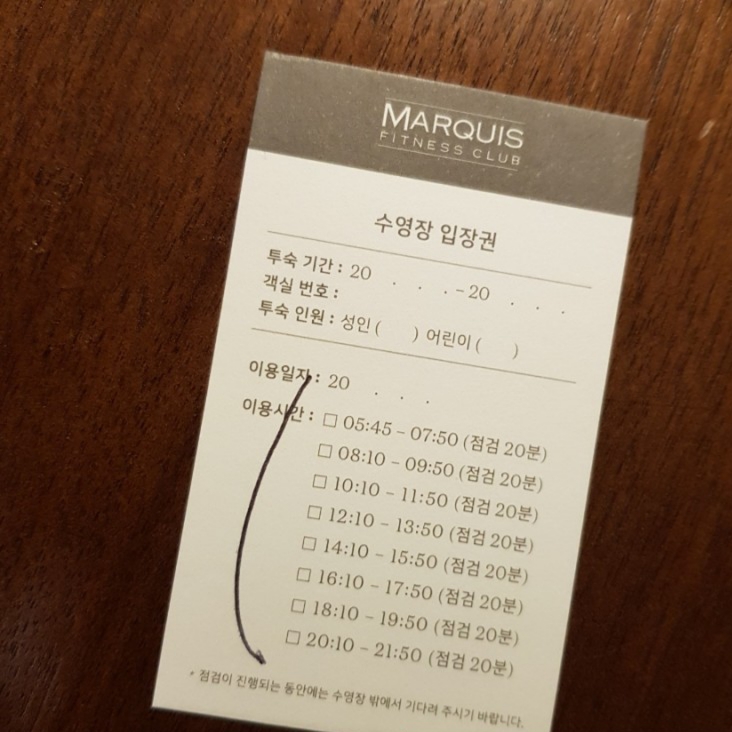 MARQUIS
FITNESS CLUB
수영장 입장권
투숙 기간 : 20 . . . - 20 . . .
객실 번호 :
투숙 인원 : 성인 ( ) 어린이 ( )
이용일자 : 20 . . .
이용시간 : □ 05:45 - 07:50 (점검 20분)
□ 08:10 - 09:50 (점검 20분)
□ 10:10 - 11:50 (점검 20분)
□ 12:10 - 13:50 (점검 20분)
□ 14:10 - 15:50 (점검 20분)
□ 16:10 - 17:50 (점검 20분)
□ 18:10 - 19:50 (점검 20분)
□ 20:10 - 21:50 (점검 20분)
* 점검이 진행되는 동안에는 수영장 밖에서 기다려 주시기 바랍니다.